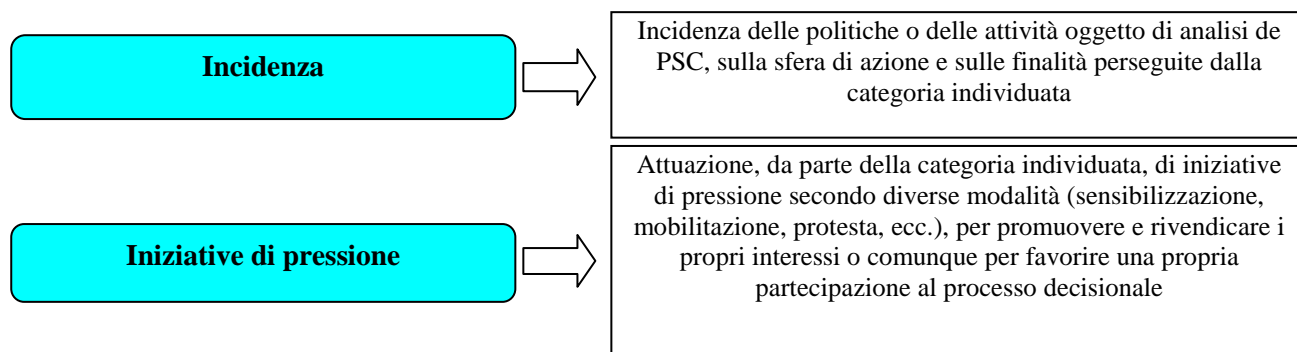 Incidenza
Incidenza delle politiche o delle attività oggetto di analisi de
PSC, sulla sfera di azione e sulle finalità perseguite dalla
categoria individuata
Iniziative di pressione
Attuazione, da parte della categoria individuata, di iniziative
di pressione secondo diverse modalità (sensibilizzazione,
mobilitazione, protesta, ecc.), per promuovere e rivendicare i
propri interessi o comunque per favorire una propria
partecipazione al processo decisionale